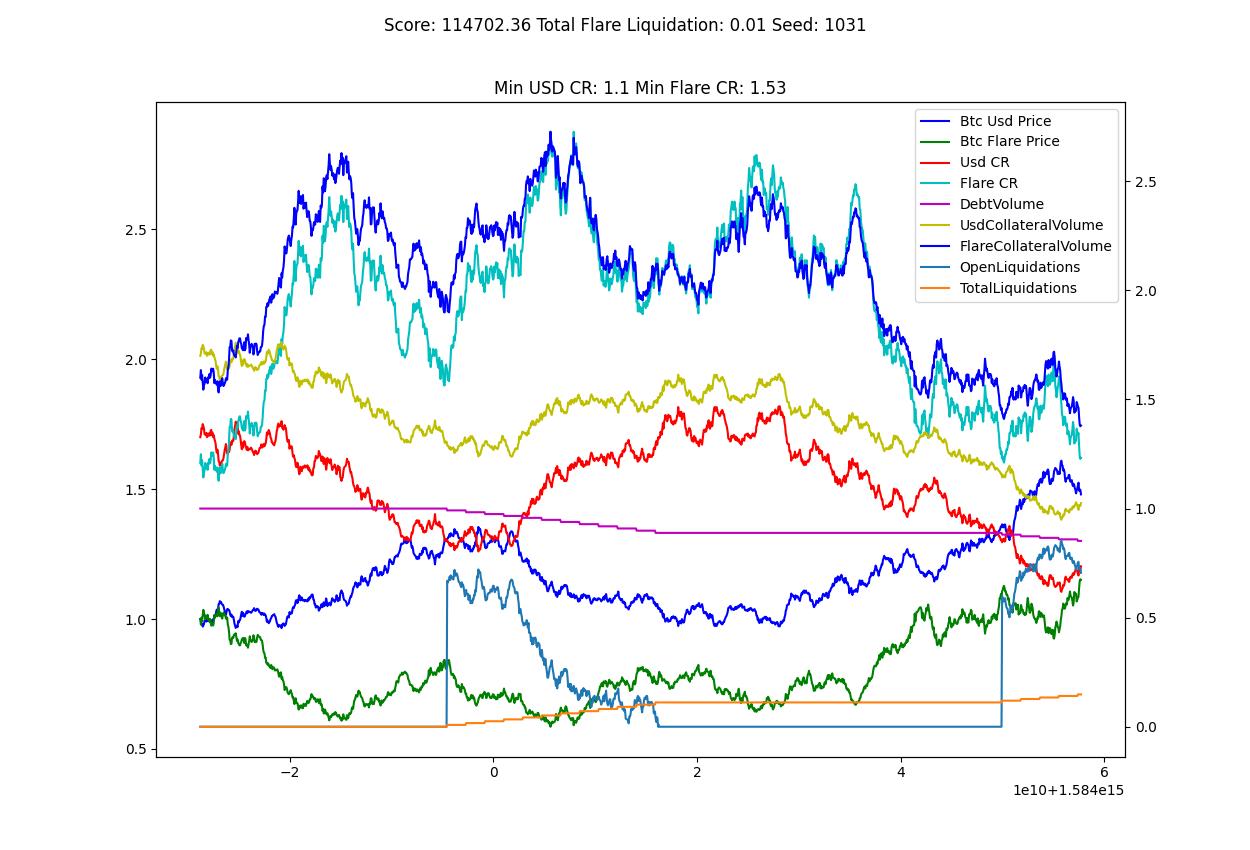 Score: 114702.36 Total Flare Liquidation: 0.01 Seed: 1031
Min USD CR: 1.1 Min Flare CR: 1.53
Btc Usd Price
Btc Flare Price
Usd CR
Flare CR
DebtVolume
UsdCollateralVolume
FlareCollateralVolume
OpenLiquidations
TotalLiquidations
2.5
2.0
1.5
1.0
0.5
2.5
2.0
1.5
1.0
0.5
0.0
−2 0 2 4 6
1e10+1.584e15